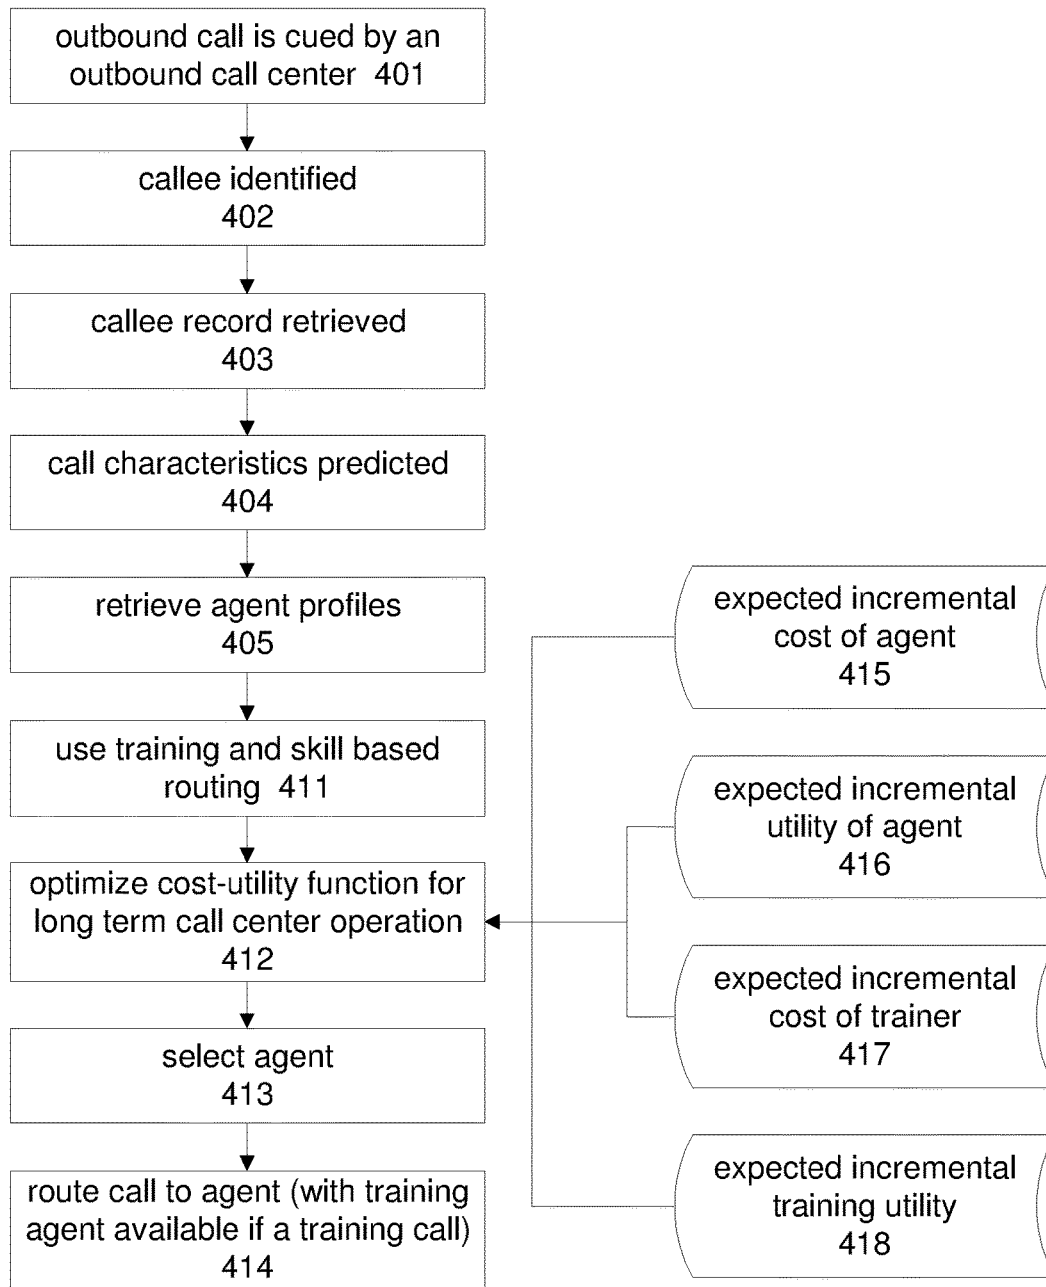 outbound call is cued by an
outbound call center 401
callee identified
402
callee record retrieved
403
call characteristics predicted
404
retrieve agent profiles
405
use training and skill based
routing 411
optimize cost-utility function for
long term call center operation
412
select agent
413
route call to agent (with training
agent available if a training call)
414
expected incremental
cost of agent
415
expected incremental
utility of agent
416
expected incremental
cost of trainer
417
expected incremental
training utility
418